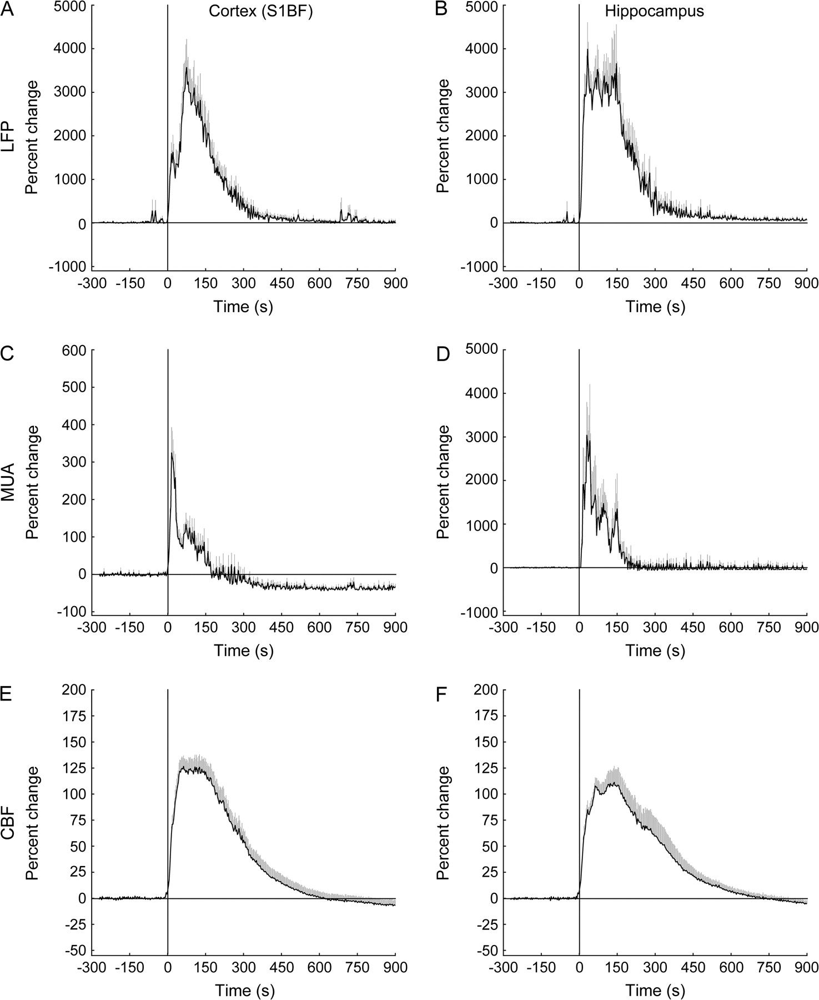 A
Cortex (S1BF)
B
Hippocampus
LFP
Percent change
5000
4000
3000
2000
1000
0
-1000
-300 -150 0 150 300 450 600 750 900
Time (s)
Percent change
5000
4000
3000
2000
1000
0
-1000
-300 -150 0 150 300 450 600 750 900
Time (s)
C
MUA
Percent change
600
500
400
300
200
100
0
-100
-300 -150 0 150 300 450 600 750 900
Time (s)
D
Percent change
5000
4000
3000
2000
1000
0
-1000
-300 -150 0 150 300 450 600 750 900
Time (s)
E
CBF
Percent change
200
175
150
125
100
75
50
25
0
-25
-50
-300 -150 0 150 300 450 600 750 900
Time (s)
F
Percent change
200
175
150
125
100
75
50
25
0
-25
-50
-300 -150 0 150 300 450 600 750 900
Time (s)